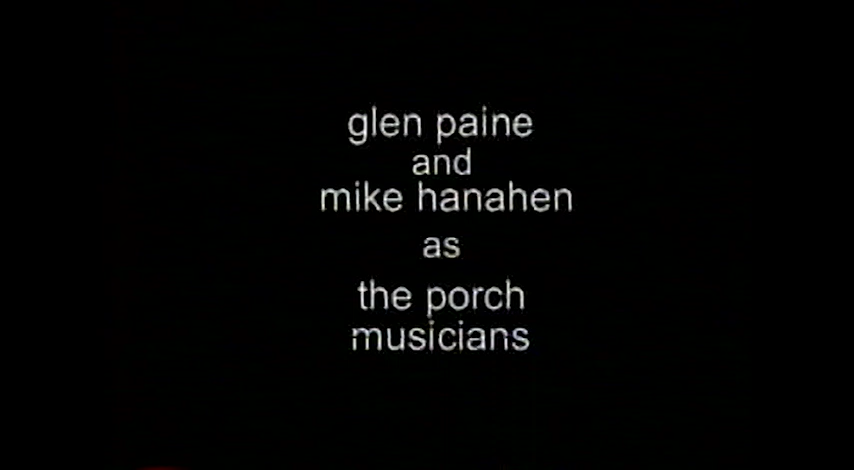 glen paine
and
mike hanahen
as
the porch
musicians